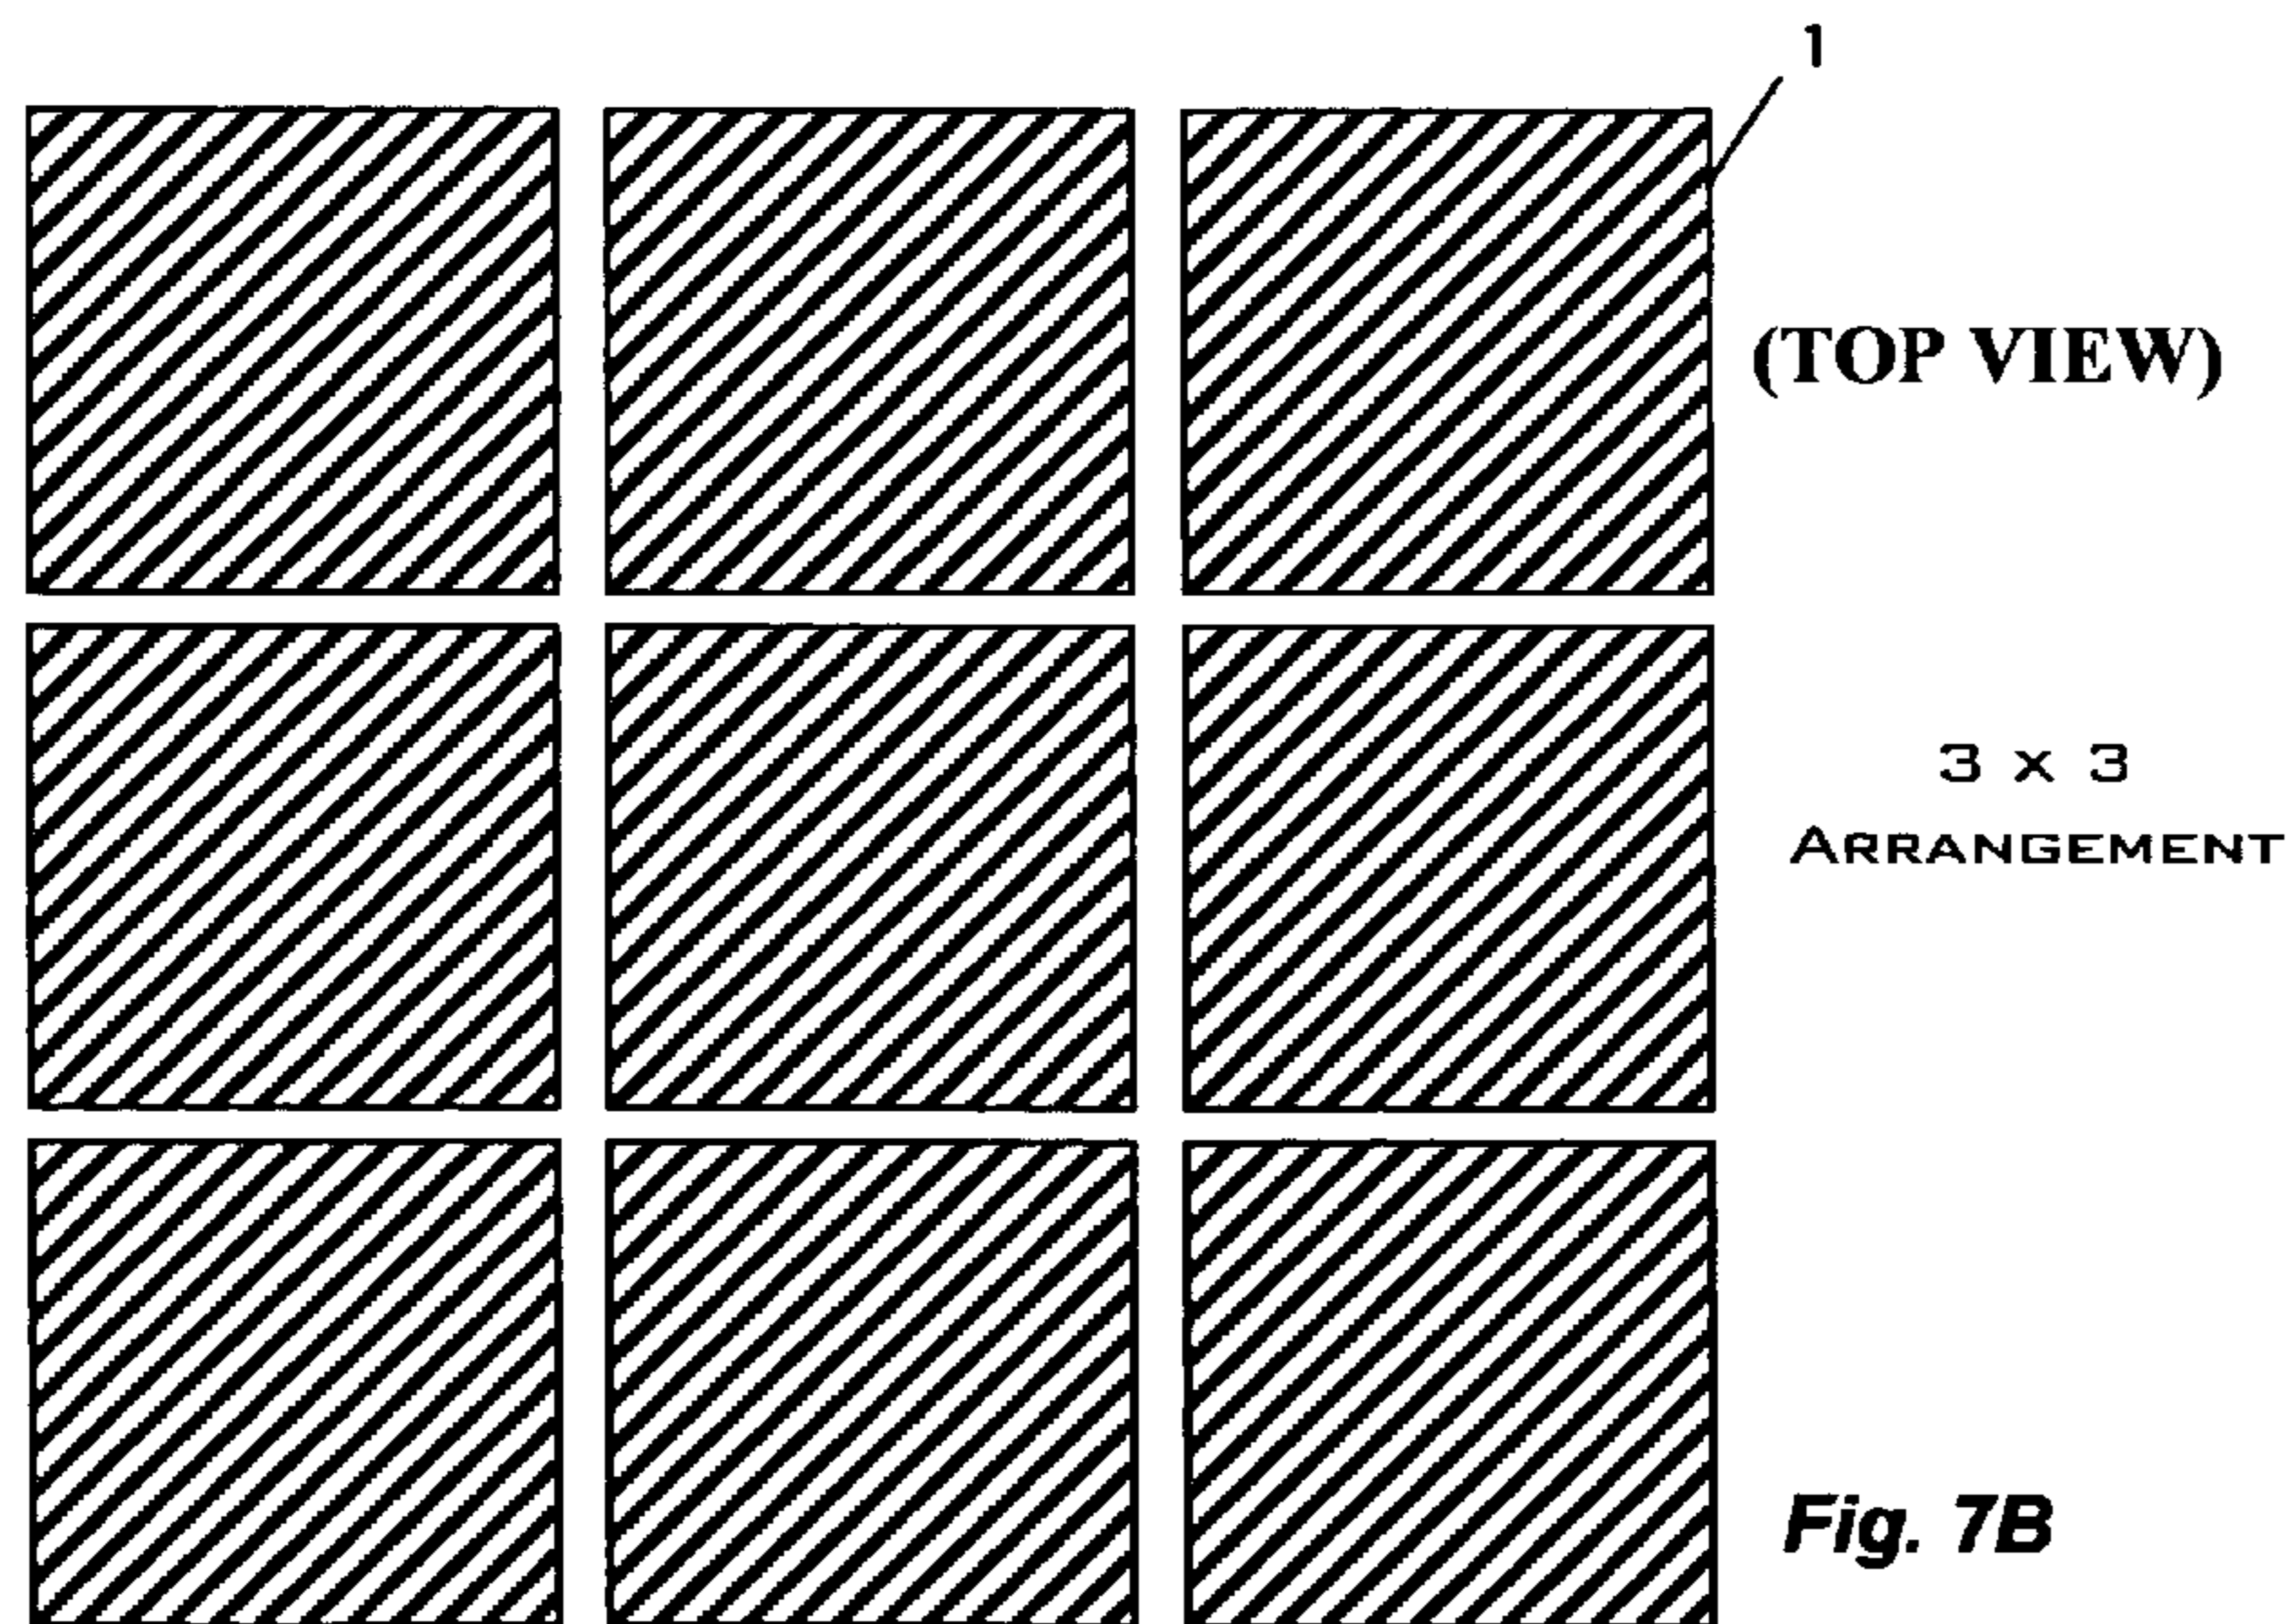 1
(TOP VIEW)
3 x 3
ARRANGEMENT
Fig. 7B